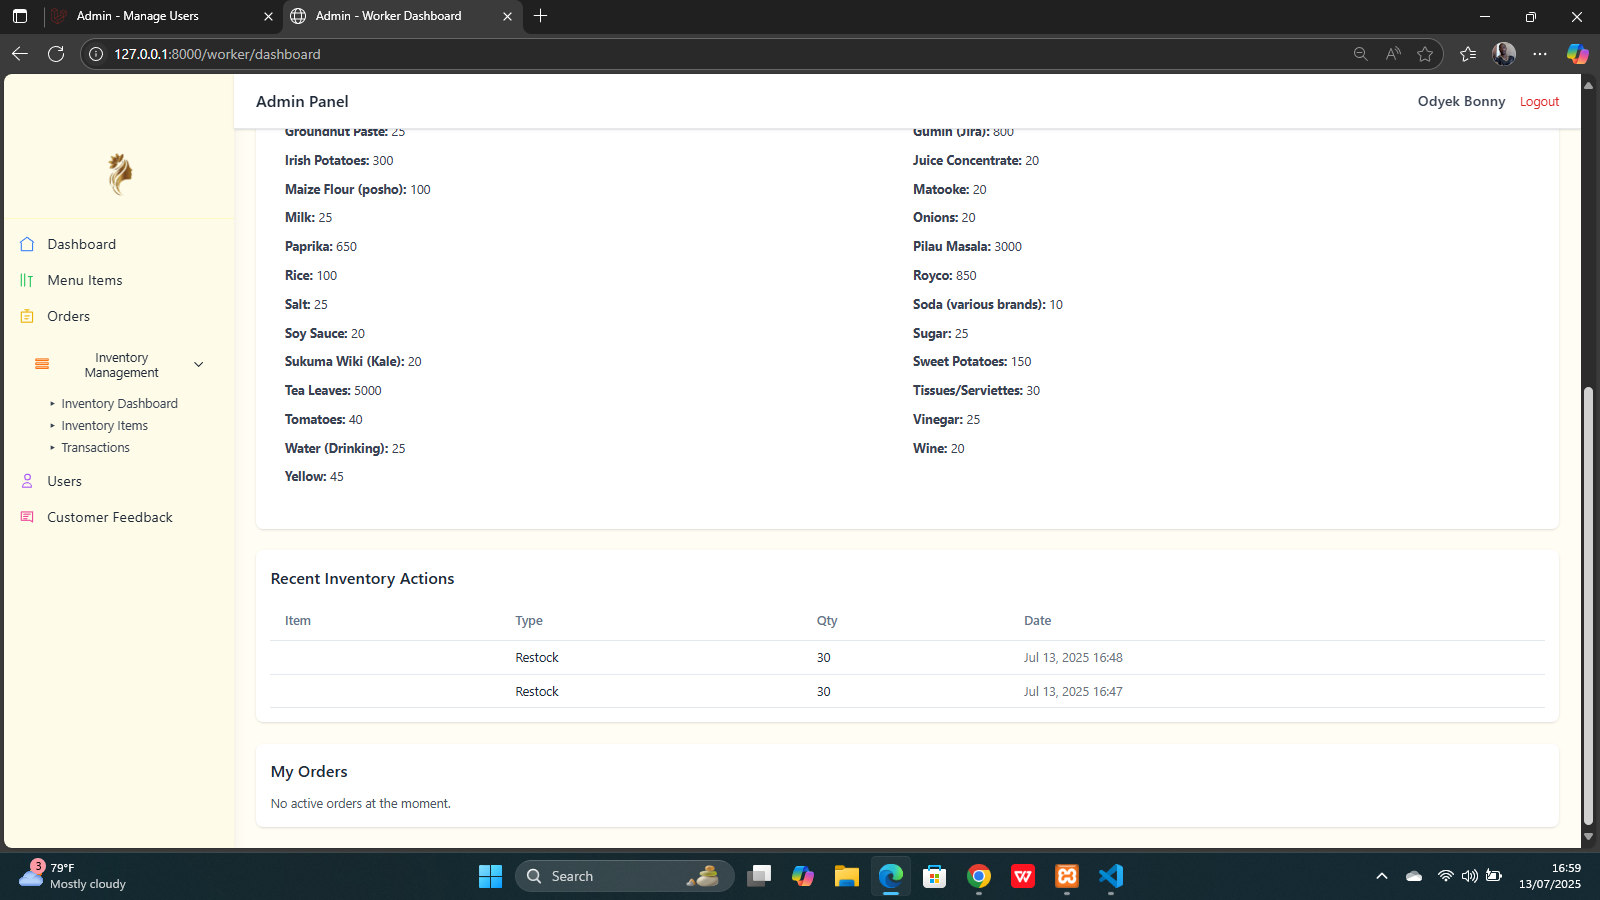 Admin - Manage Users
Admin - Worker Dashboard
127.0.0.1:8000/worker/dashboard
Admin Panel
Odyek Bonny
Logout
Dashboard
Menu Items
Orders
Inventory
Management
Inventory Dashboard
Inventory Items
Transactions
Users
Customer Feedback
Groundnut Paste: 25
Gumin (Jira): 800
Irish Potatoes: 300
Juice Concentrate: 20
Maize Flour (posho): 100
Matooke: 20
Milk: 25
Onions: 20
Paprika: 650
Pilau Masala: 3000
Rice: 100
Royco: 850
Salt: 25
Soda (various brands): 10
Soy Sauce: 20
Sugar: 25
Sukuma Wiki (Kale): 20
Sweet Potatoes: 150
Tea Leaves: 5000
Tissues/Serviettes: 30
Tomatoes: 40
Vinegar: 25
Water (Drinking): 25
Wine: 20
Yellow: 45
Recent Inventory Actions
Item Type Qty Date
Restock 30 Jul 13, 2025 16:48
Restock 30 Jul 13, 2025 16:47
My Orders
No active orders at the moment.
3
79°F
Mostly cloudy
Search
16:59
13/07/2025